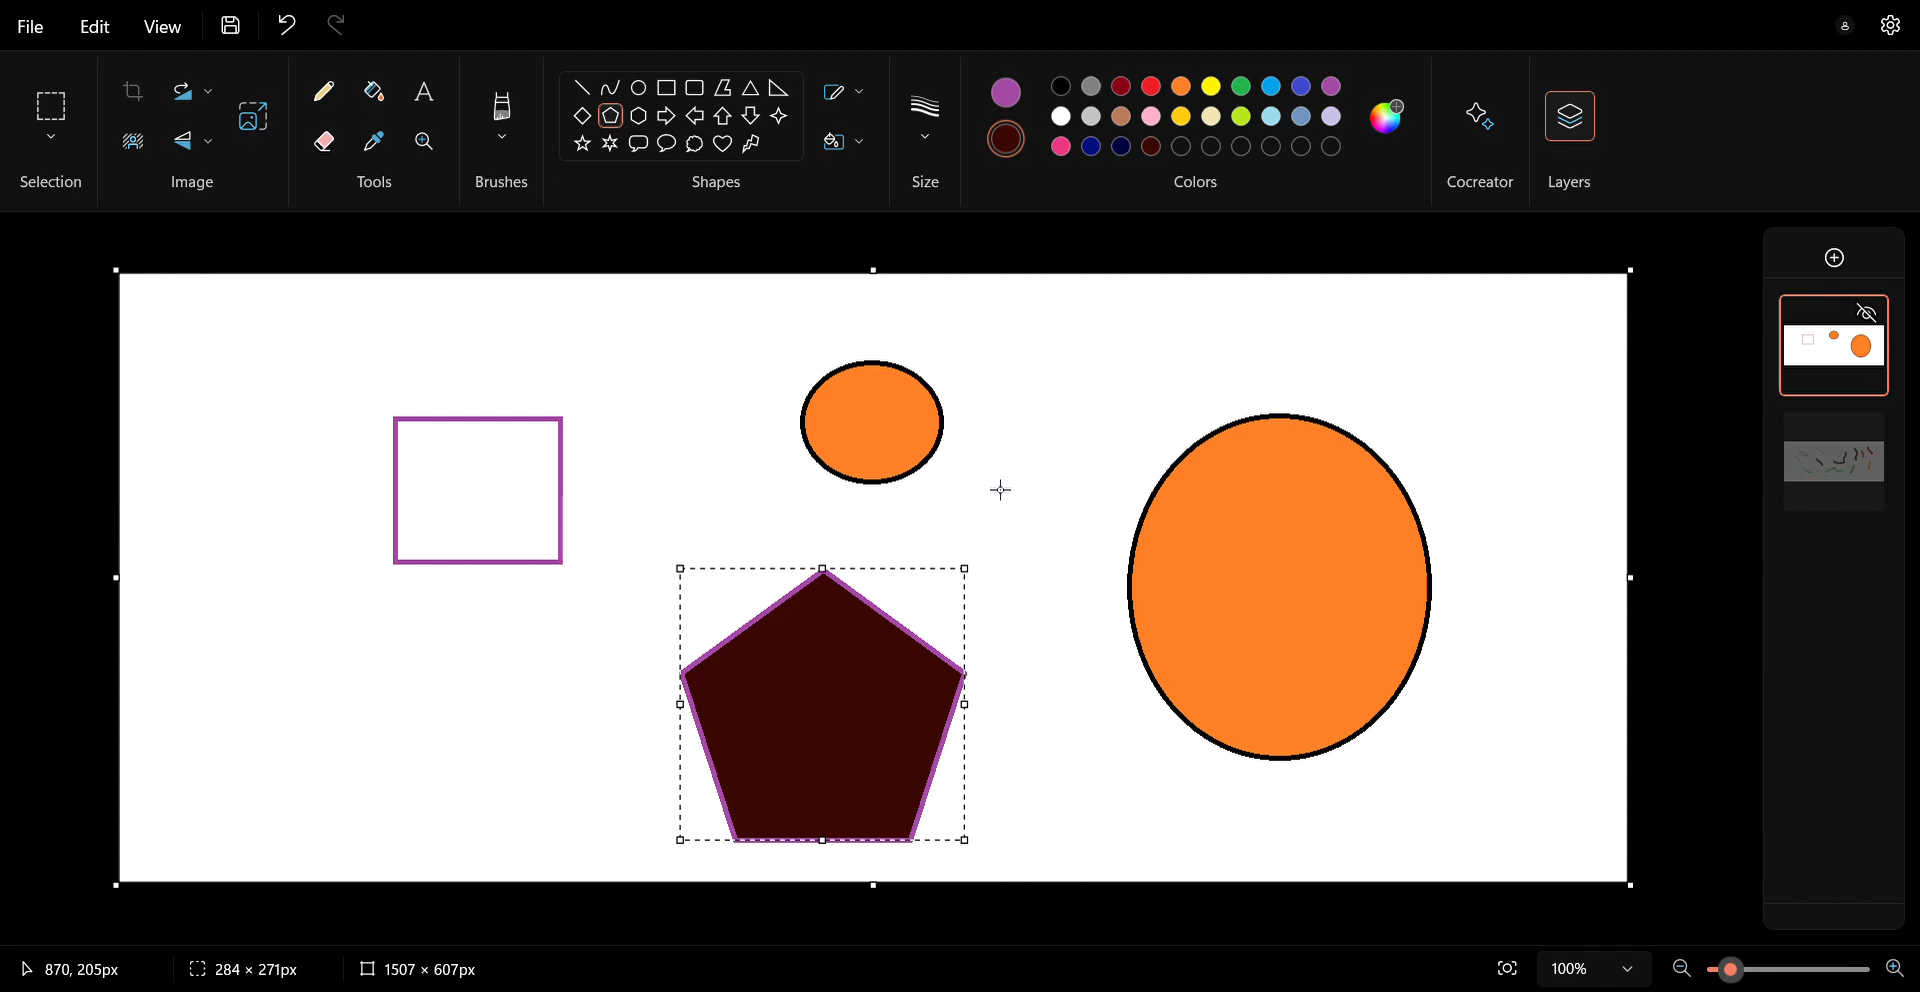 File Edit View
Selection Image Tools Brushes Shapes Size Colors Cocreator Layers
870, 205px 284 × 271px 1507 × 607px 100%